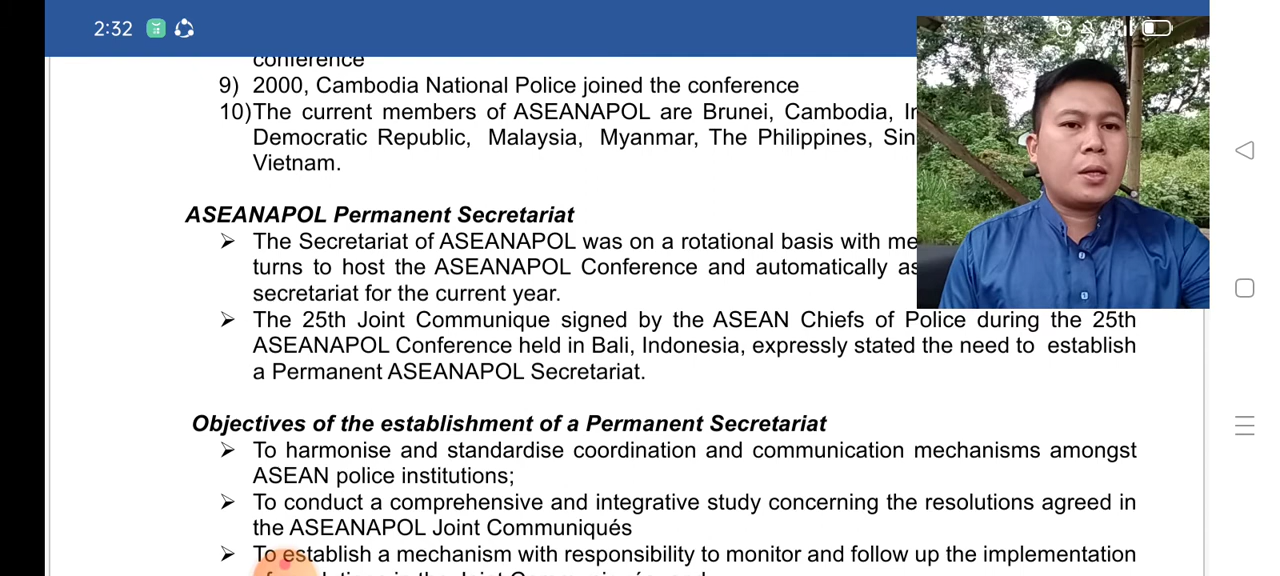 2:32
conference
9) 2000, Cambodia National Police joined the conference
10)The current members of ASEANAPOL are Brunei, Cambodia,
Democratic Republic, Malaysia, Myanmar, The Philippines,
Vietnam.
ASEANAPOL Permanent Secretariat
➢ The Secretariat of ASEANAPOL was on a rotational basis with
turns to host the ASEANAPOL Conference and automatically
secretariat for the current year.
➢ The 25th Joint Communique signed by the ASEAN Chiefs of Police during the 25th
ASEANAPOL Conference held in Bali, Indonesia, expressly stated the need to establish
a Permanent ASEANAPOL Secretariat.
Objectives of the establishment of a Permanent Secretariat
➢ To harmonise and standardise coordination and communication mechanisms amongst
ASEAN police institutions;
➢ To conduct a comprehensive and integrative study concerning the resolutions agreed in
the ASEANAPOL Joint Communiqués
➢ To establish a mechanism with responsibility to monitor and follow up the implementation